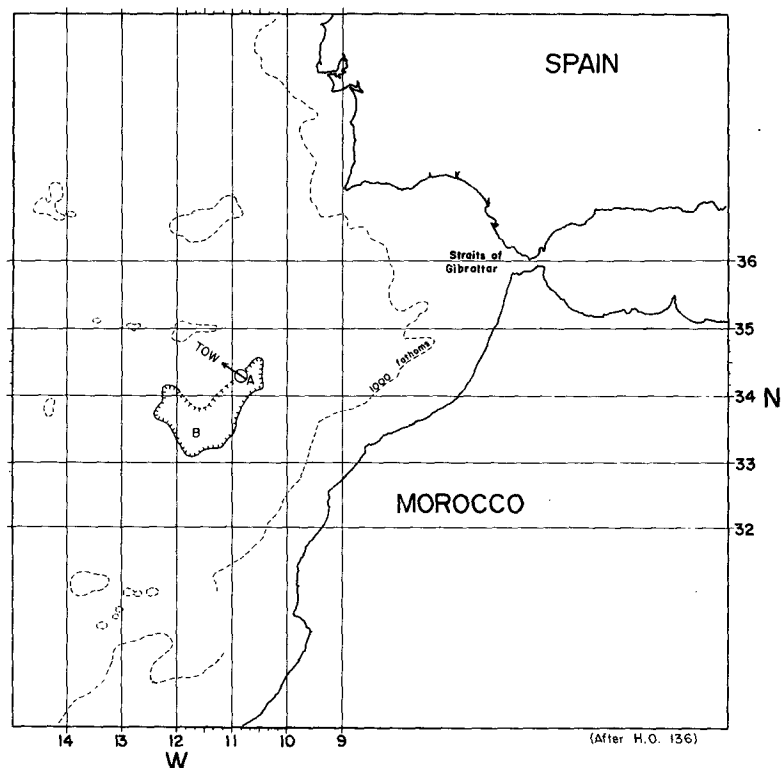 SPAIN
Straits of
Gibraltar
36
35
TOW
A
1000 fathoms
34
N
B
33
MOROCCO
32
14 13 12 11 10 9
W
(After H.O. 136)